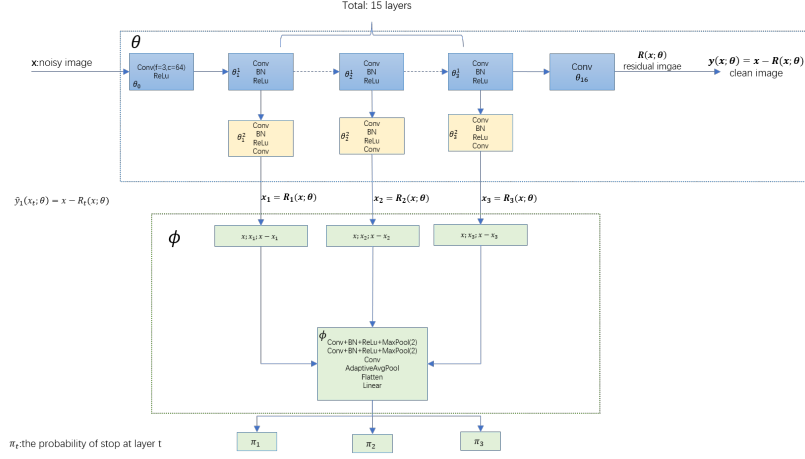 Total: 15 layers
θ
x:noisy image
Conv(f=3,c=64)
ReLu
θ₀
θ₁¹
Conv
BN
ReLu
θ₂¹
Conv
BN
ReLu
θ₃¹
Conv
BN
ReLu
Conv
θ₁₆
R(x; θ)
residual imgae
y(x; θ) = x − R(x; θ)
clean image
θ₁²
Conv
BN
ReLu
Conv
θ₂²
Conv
BN
ReLu
Conv
Conv
BN
ReLu
Conv
x₁ = R₁(x; θ)
x₂ = R₂(x; θ)
x₃ = R₃(x; θ)
ŷ₁(xₜ; θ) = x − Rₜ(x; θ)
ϕ
x; x₁; x − x₁
x; x₂; x − x₂
x; x₃; x − x₃
ϕ
Conv+BN+ReLu+MaxPool(2)
Conv+BN+ReLu+MaxPool(2)
Conv
AdaptiveAvgPool
Flatten
Linear
πₜ:the probability of stop at layer t
π₁
π₂
π₃